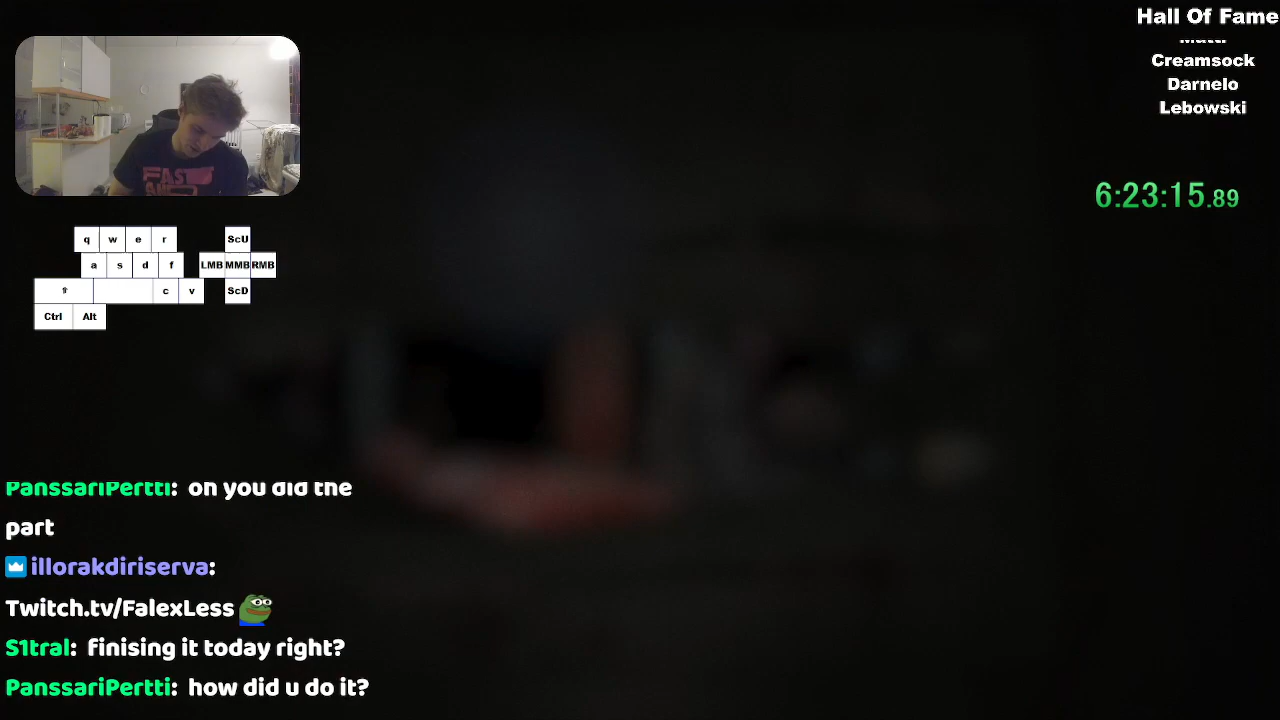 Hall Of Fame
Creamsock
Darnelo
Lebowski
6:23:15.89
FAST
q w e r ScU
a s d f LMB MMB RMB
⇧ c v ScD
Ctrl Alt
PanssariPertti: oh you did the
part
illorakdiriserva:
Twitch.tv/FalexLess
S1tral: finising it today right?
PanssariPertti: how did u do it?